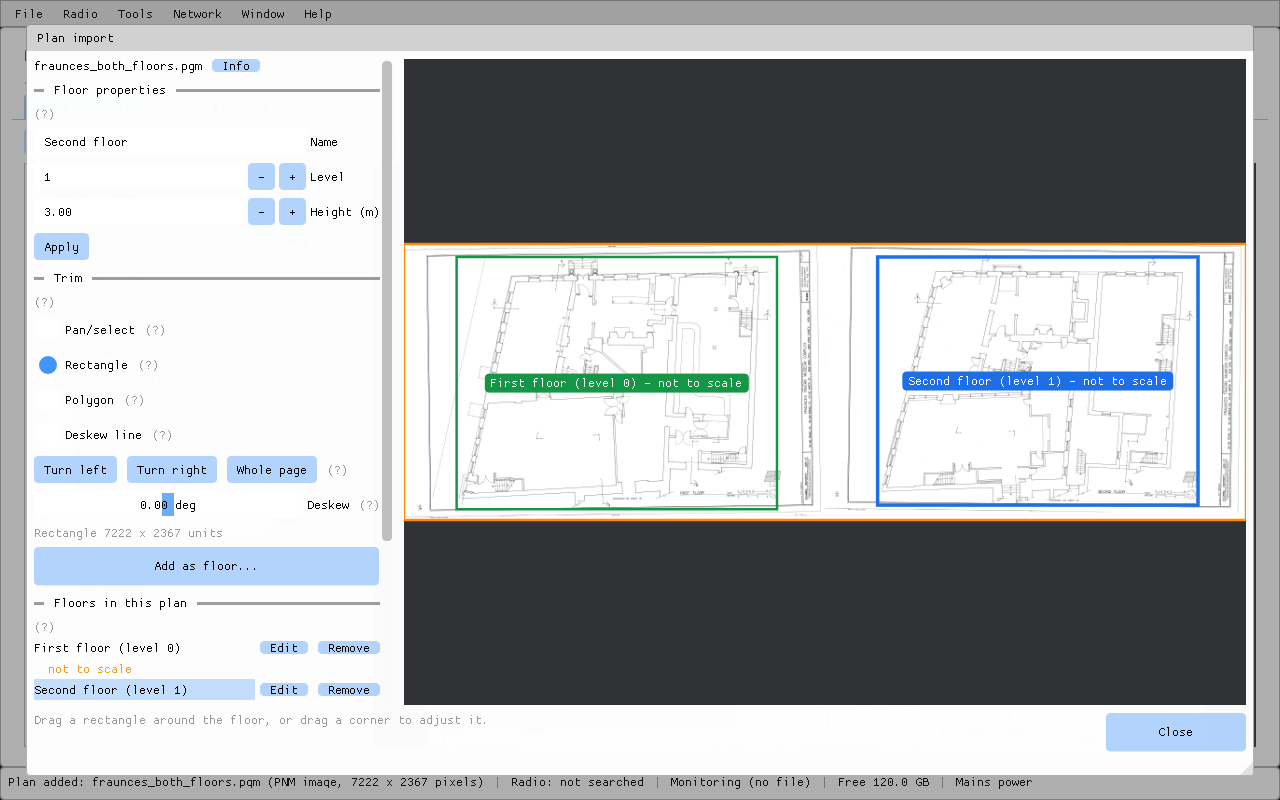 File Radio Tools Network Window Help
Plan import
fraunces_both_floors.pgm Info
Floor properties
(?)
Second floor Name
1 - + Level
3.00 - + Height (m)
Apply
Trim
(?)
Pan/select (?)
Rectangle (?)
Polygon (?)
Deskew line (?)
Turn left Turn right Whole page (?)
0.00 deg Deskew (?)
Rectangle 7222 x 2367 units
Add as floor...
Floors in this plan
(?)
First floor (level 0) Edit Remove
not to scale
Second floor (level 1) Edit Remove
Drag a rectangle around the floor, or drag a corner to adjust it.
First floor (level 0) - not to scale
Second floor (level 1) - not to scale
FIRST FLOOR
SECOND FLOOR
Close
Plan added: fraunces_both_floors.pgm (PNM image, 7222 x 2367 pixels) | Radio: not searched | Monitoring (no file) | Free 120.0 GB | Mains power